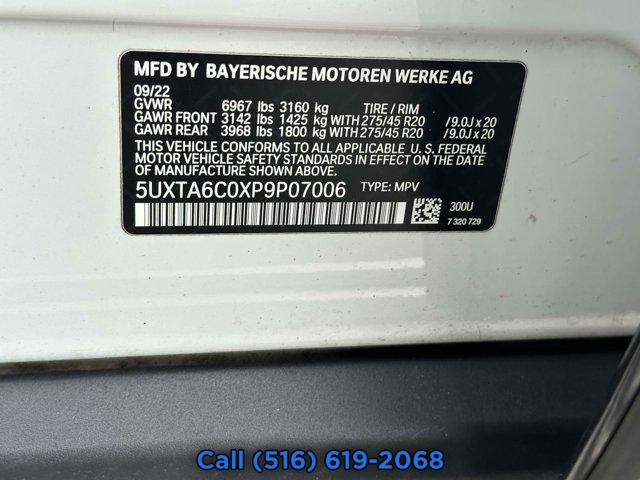 MFD BY BAYERISCHE MOTOREN WERKE AG
09/22
GVWR 6967 lbs 3160 kg TIRE / RIM
GAWR FRONT 3142 lbs 1425 kg WITH 275/45 R20 /9.0J x 20
GAWR REAR 3968 lbs 1800 kg WITH 275/45 R20 /9.0J x 20
THIS VEHICLE CONFORMS TO ALL APPLICABLE U. S. FEDERAL
MOTOR VEHICLE SAFETY STANDARDS IN EFFECT ON THE DATE OF
MANUFACTURE SHOWN ABOVE.
5UXTA6C0XP9P07006 TYPE: MPV
300U
7 320 729
Call (516) 619-2068